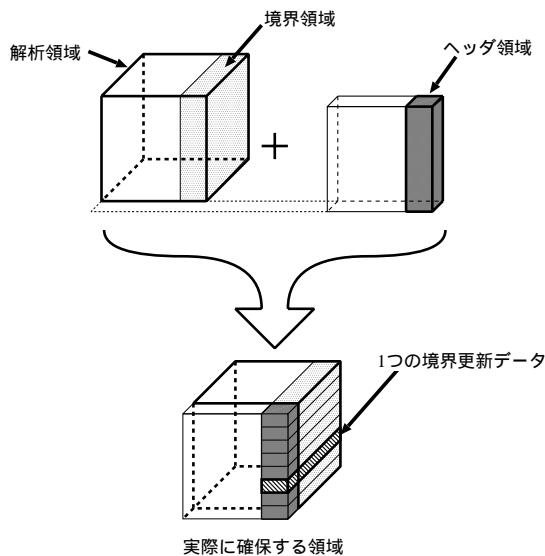 境界領域
解析領域
ヘッダ領域
1つの境界更新データ
実際に確保する領域